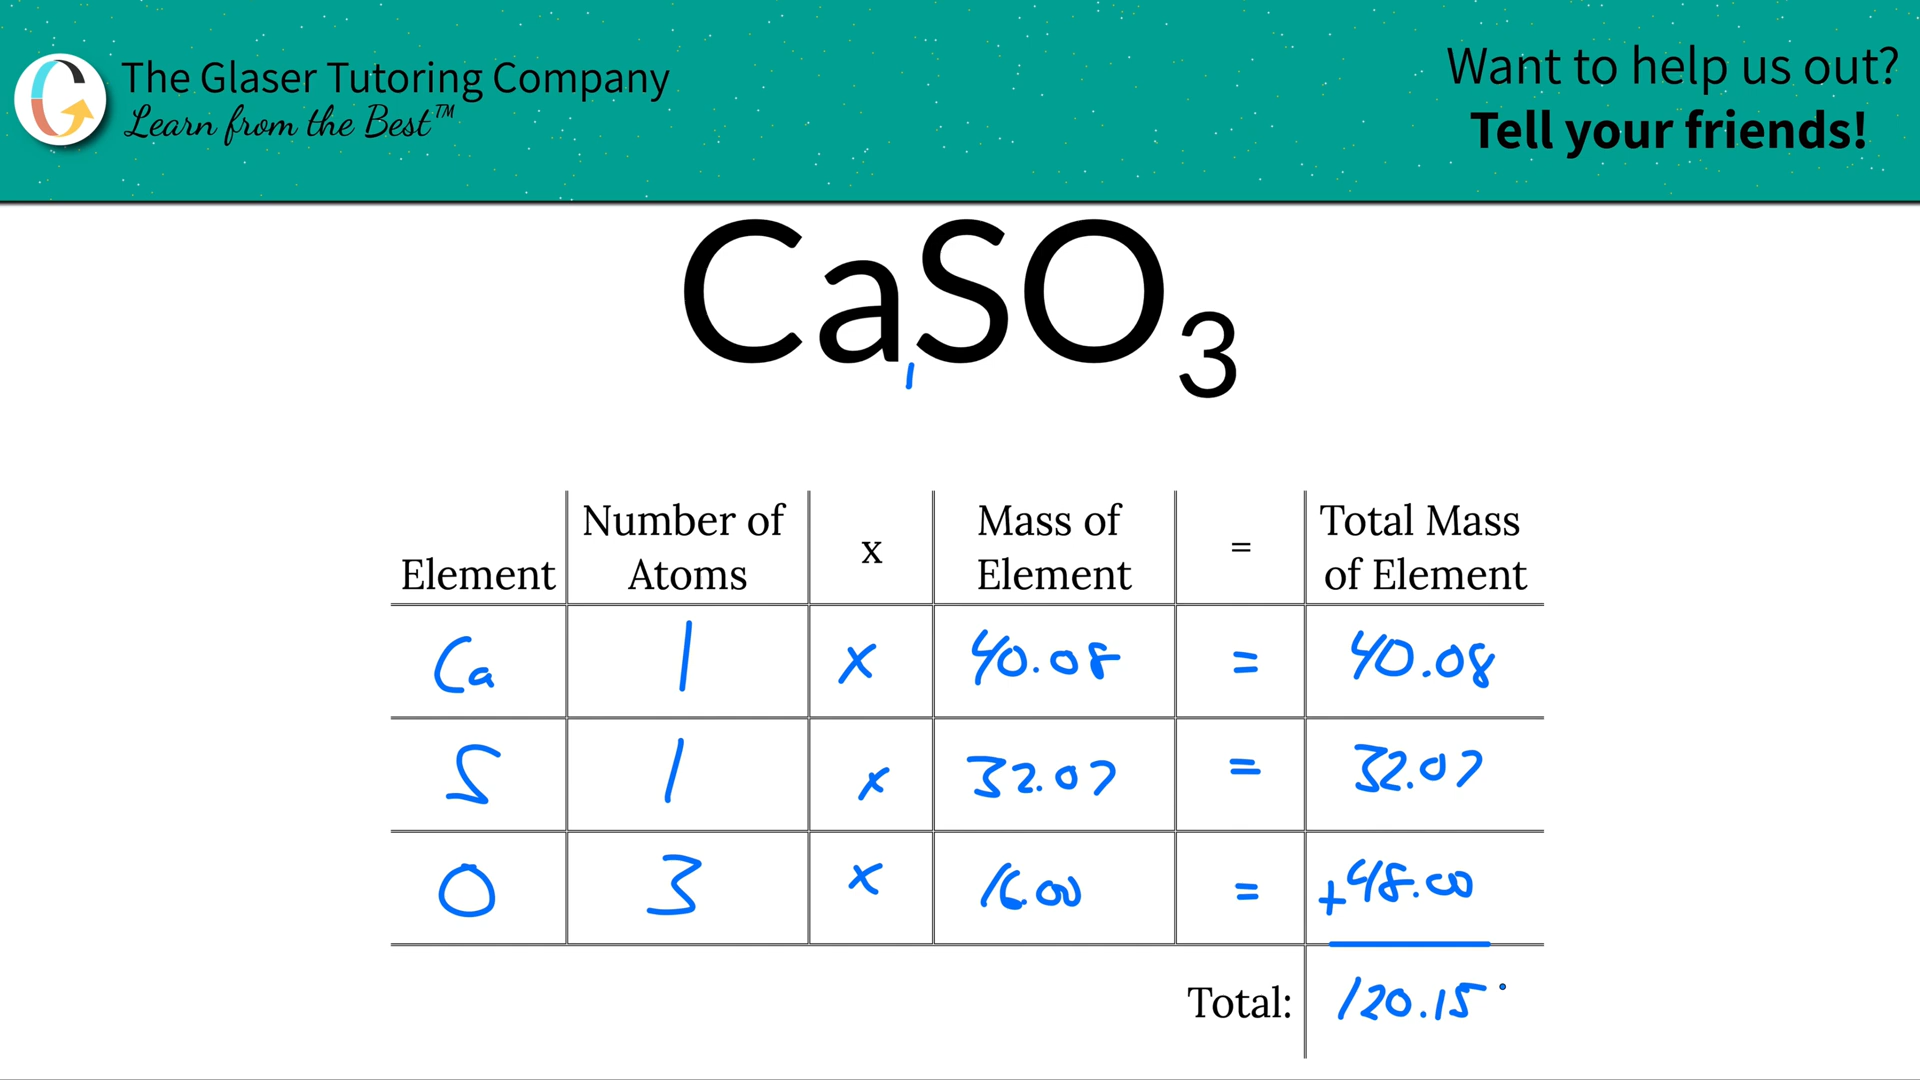 The Glaser Tutoring Company
Learn from the Best™
Want to help us out?
Tell your friends!
CaSO₃
1
Element Number of Atoms x Mass of Element = Total Mass of Element
Ca 1 x 40.08 = 40.08
S 1 x 32.07 = 32.07
O 3 x 16.00 = +48.00
Total: 120.15